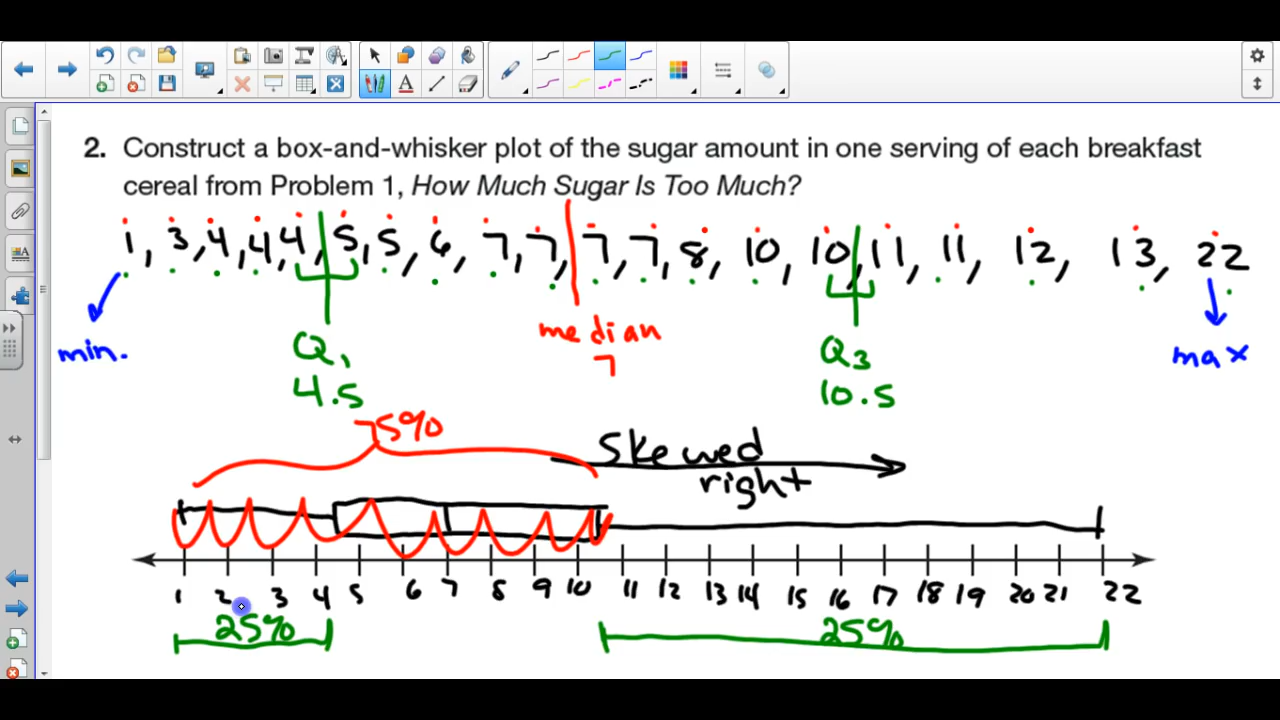 2. Construct a box-and-whisker plot of the sugar amount in one serving of each breakfast
cereal from Problem 1, How Much Sugar Is Too Much?
1, 3, 4, 4, 4, 5, 5, 6, 7, 7, 7, 7, 8, 10, 10, 11, 11, 12, 13, 22
min. Q1 median Q3 max
4.5 7 10.5
75% Skewed
right
1 2 3 4 5 6 7 8 9 10 11 12 13 14 15 16 17 18 19 20 21 22
25% 25%